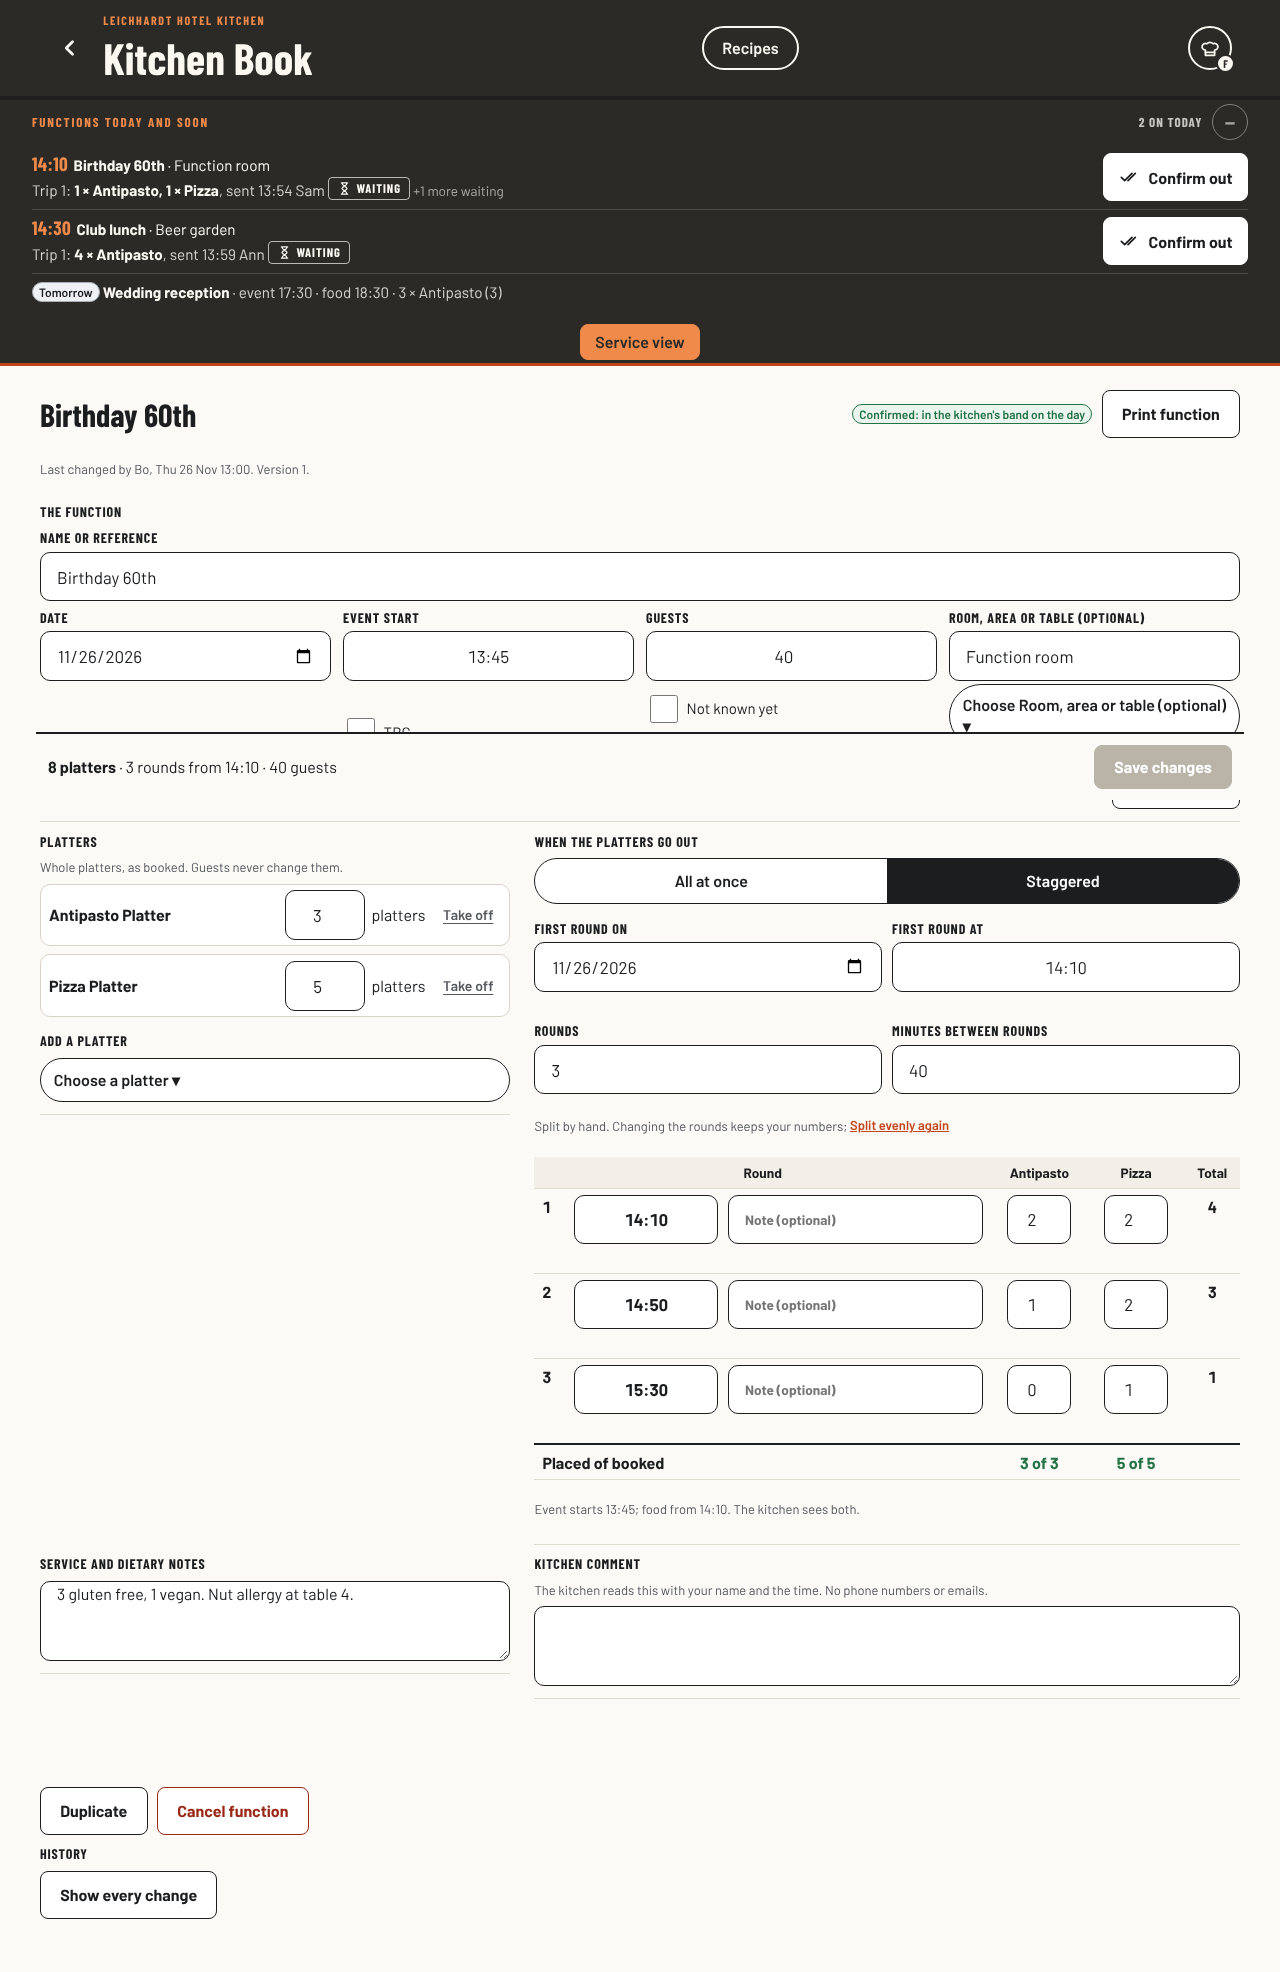 LEICHHARDT HOTEL KITCHEN
Kitchen Book
Recipes
F
FUNCTIONS TODAY AND SOON
2 ON TODAY
14:10 Birthday 60th · Function room
Trip 1: 1 × Antipasto, 1 × Pizza, sent 13:54 Sam WAITING +1 more waiting
Confirm out
14:30 Club lunch · Beer garden
Trip 1: 4 × Antipasto, sent 13:59 Ann WAITING
Confirm out
Tomorrow Wedding reception · event 17:30 · food 18:30 · 3 × Antipasto (3)
Service view
Birthday 60th
Confirmed: in the kitchen's band on the day
Print function
Last changed by Bo, Thu 26 Nov 13:00. Version 1.
THE FUNCTION
NAME OR REFERENCE
Birthday 60th
DATE EVENT START GUESTS ROOM, AREA OR TABLE (OPTIONAL)
11/26/2026 13:45 40 Function room
Not known yet
Choose Room, area or table (optional) ▼
TBC
8 platters · 3 rounds from 14:10 · 40 guests
Save changes
PLATTERS
Whole platters, as booked. Guests never change them.
Antipasto Platter 3 platters Take off
Pizza Platter 5 platters Take off
ADD A PLATTER
Choose a platter ▼
WHEN THE PLATTERS GO OUT
All at once Staggered
FIRST ROUND ON FIRST ROUND AT
11/26/2026 14:10
ROUNDS MINUTES BETWEEN ROUNDS
3 40
Split by hand. Changing the rounds keeps your numbers; Split evenly again
Round Antipasto Pizza Total
1 14:10 Note (optional) 2 2 4
2 14:50 Note (optional) 1 2 3
3 15:30 Note (optional) 0 1 1
Placed of booked 3 of 3 5 of 5
Event starts 13:45; food from 14:10. The kitchen sees both.
SERVICE AND DIETARY NOTES
3 gluten free, 1 vegan. Nut allergy at table 4.
KITCHEN COMMENT
The kitchen reads this with your name and the time. No phone numbers or emails.
Duplicate Cancel function
HISTORY
Show every change